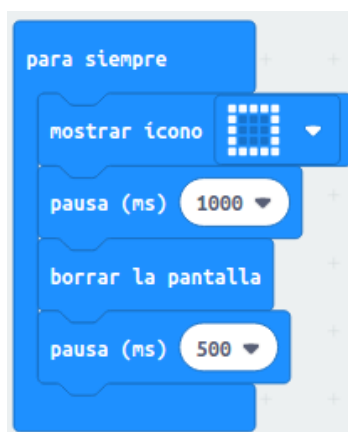 para siempre
mostrar ícono
pausa (ms) 1000
borrar la pantalla
pausa (ms) 500